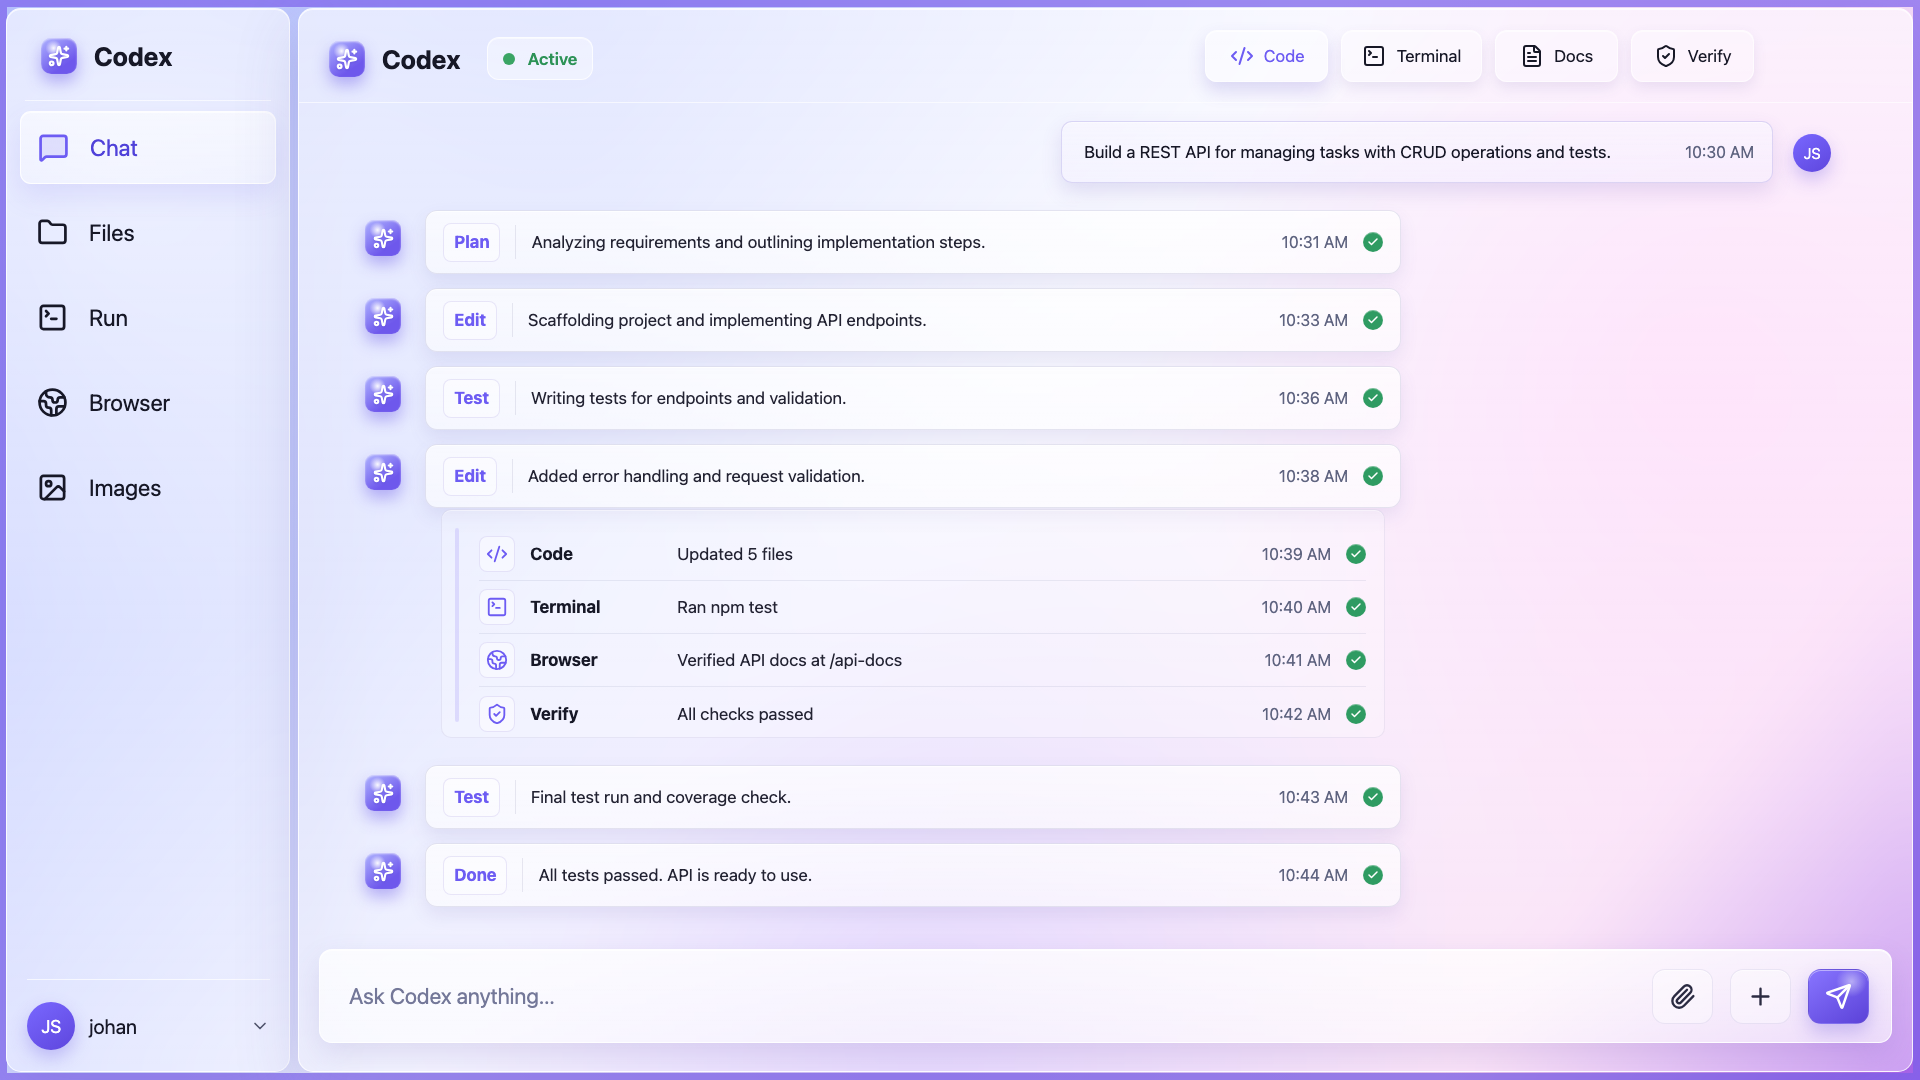 Codex
Chat
Files
Run
Browser
Images
JS johan
Codex Active
Code Terminal Docs Verify
Build a REST API for managing tasks with CRUD operations and tests. 10:30 AM JS
Plan Analyzing requirements and outlining implementation steps. 10:31 AM
Edit Scaffolding project and implementing API endpoints. 10:33 AM
Test Writing tests for endpoints and validation. 10:36 AM
Edit Added error handling and request validation. 10:38 AM
Code Updated 5 files 10:39 AM
Terminal Ran npm test 10:40 AM
Browser Verified API docs at /api-docs 10:41 AM
Verify All checks passed 10:42 AM
Test Final test run and coverage check. 10:43 AM
Done All tests passed. API is ready to use. 10:44 AM
Ask Codex anything...